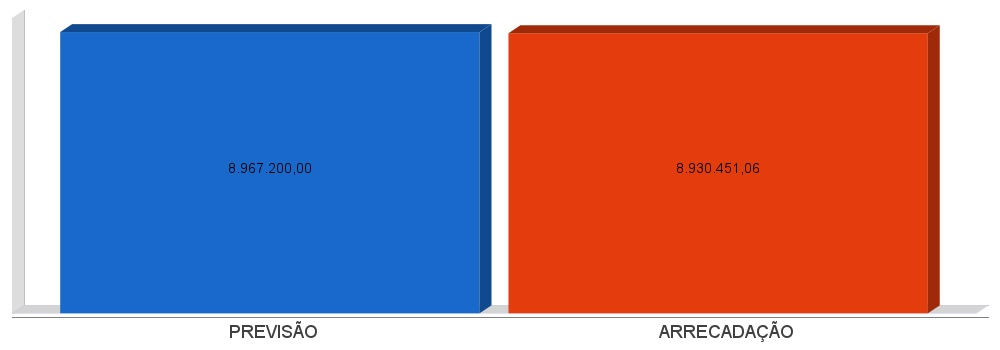 8.967.200,00
8.930.451,06
PREVISÃO
ARRECADAÇÃO